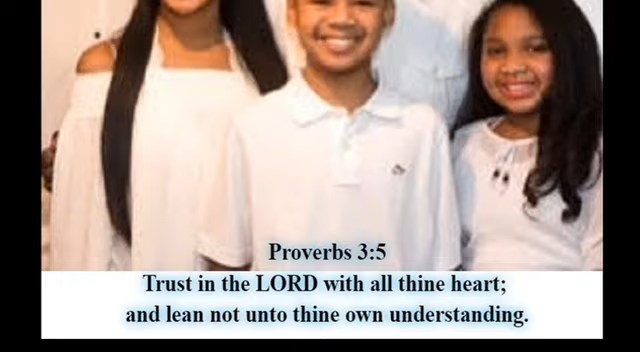 Proverbs 3:5
Trust in the LORD with all thine heart;
and lean not unto thine own understanding.